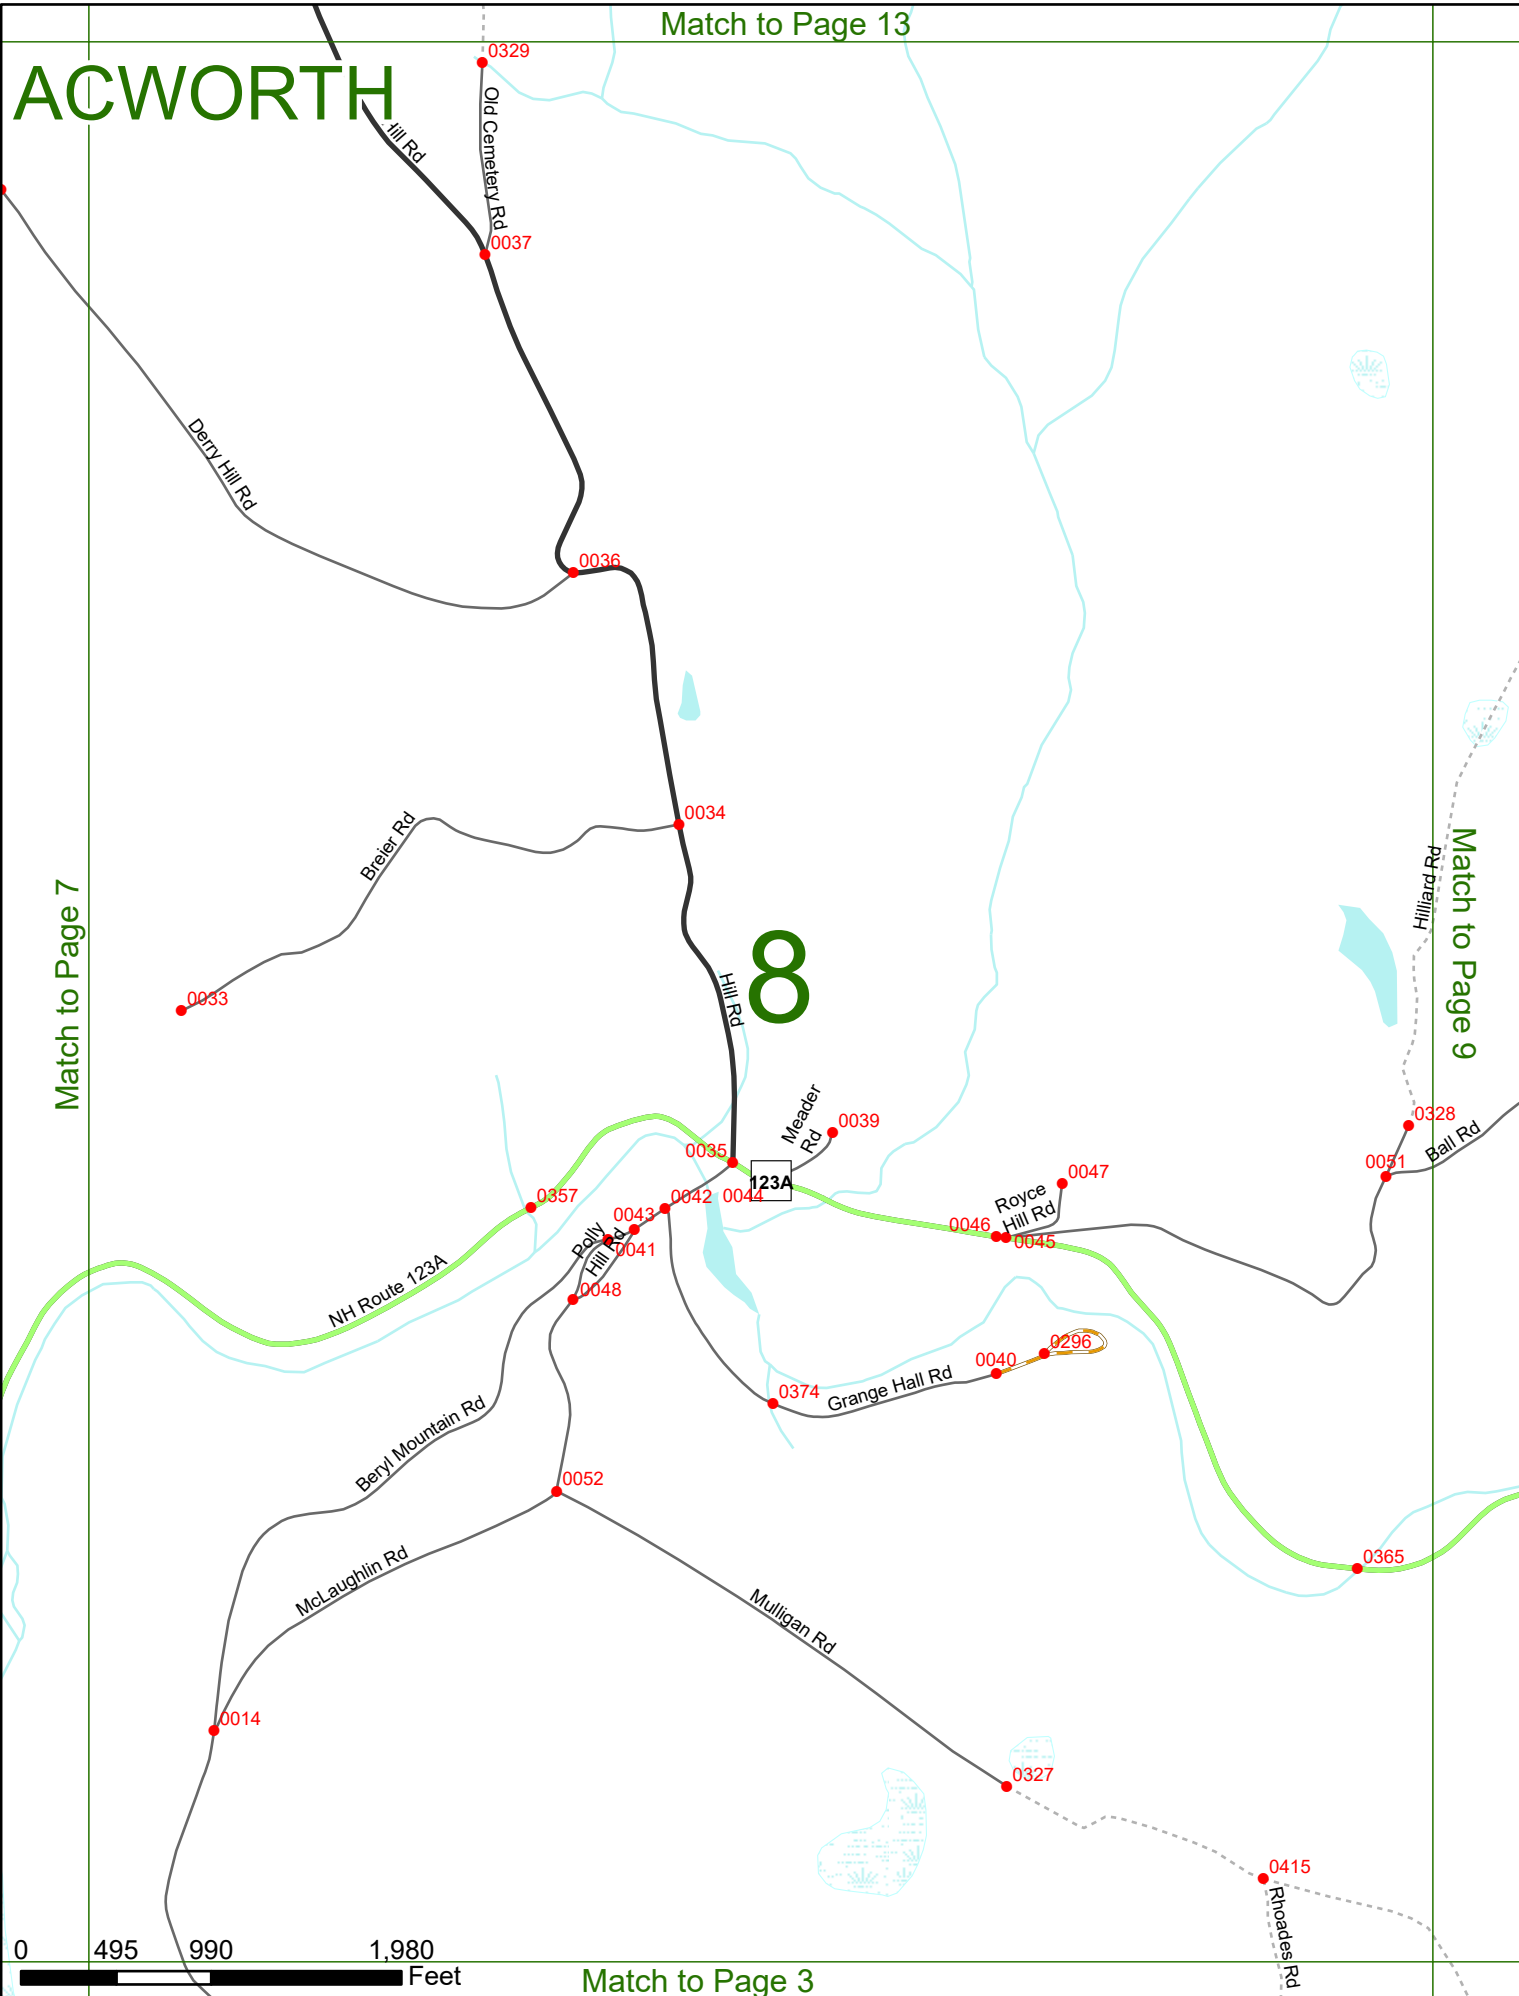 Match to Page 13
ACWORTH
0329
Old Cemetery Rd
Hill Rd
0037
Derry Hill Rd
0036
0034
Breier Rd
Match to Page 7
8
Hilliard Rd
Match to Page 9
0033
Hill Rd
Meader
Rd
0039
0328
Ball Rd
0035
0051
123A
0047
0357
0042
0044
Royce
Hill Rd
0046
0045
0043
Polly
Hill Rd
0041
NH Route 123A
0048
0296
0040
0374
Grange Hall Rd
Beryl Mountain Rd
0052
0365
McLaughlin Rd
Mulligan Rd
0014
0327
0415
Rhoades Rd
0 495 990 1,980
Feet
Match to Page 3